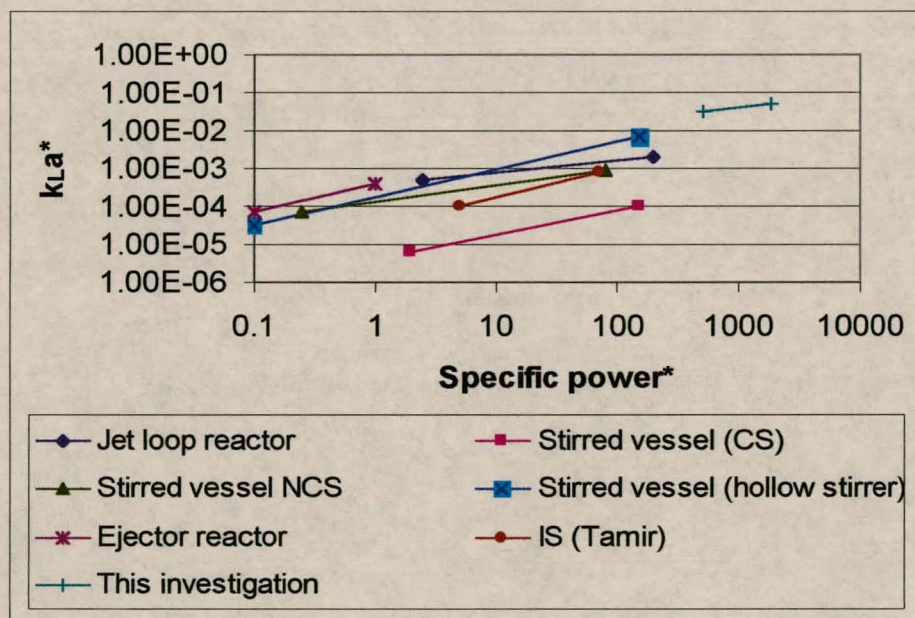 1.00E+00
1.00E-01
1.00E-02
1.00E-03
1.00E-04
1.00E-05
1.00E-06
kLa*
0.1 1 10 100 1000 10000
Specific power*
Jet loop reactor Stirred vessel (CS)
Stirred vessel NCS Stirred vessel (hollow stirrer)
Ejector reactor IS (Tamir)
This investigation